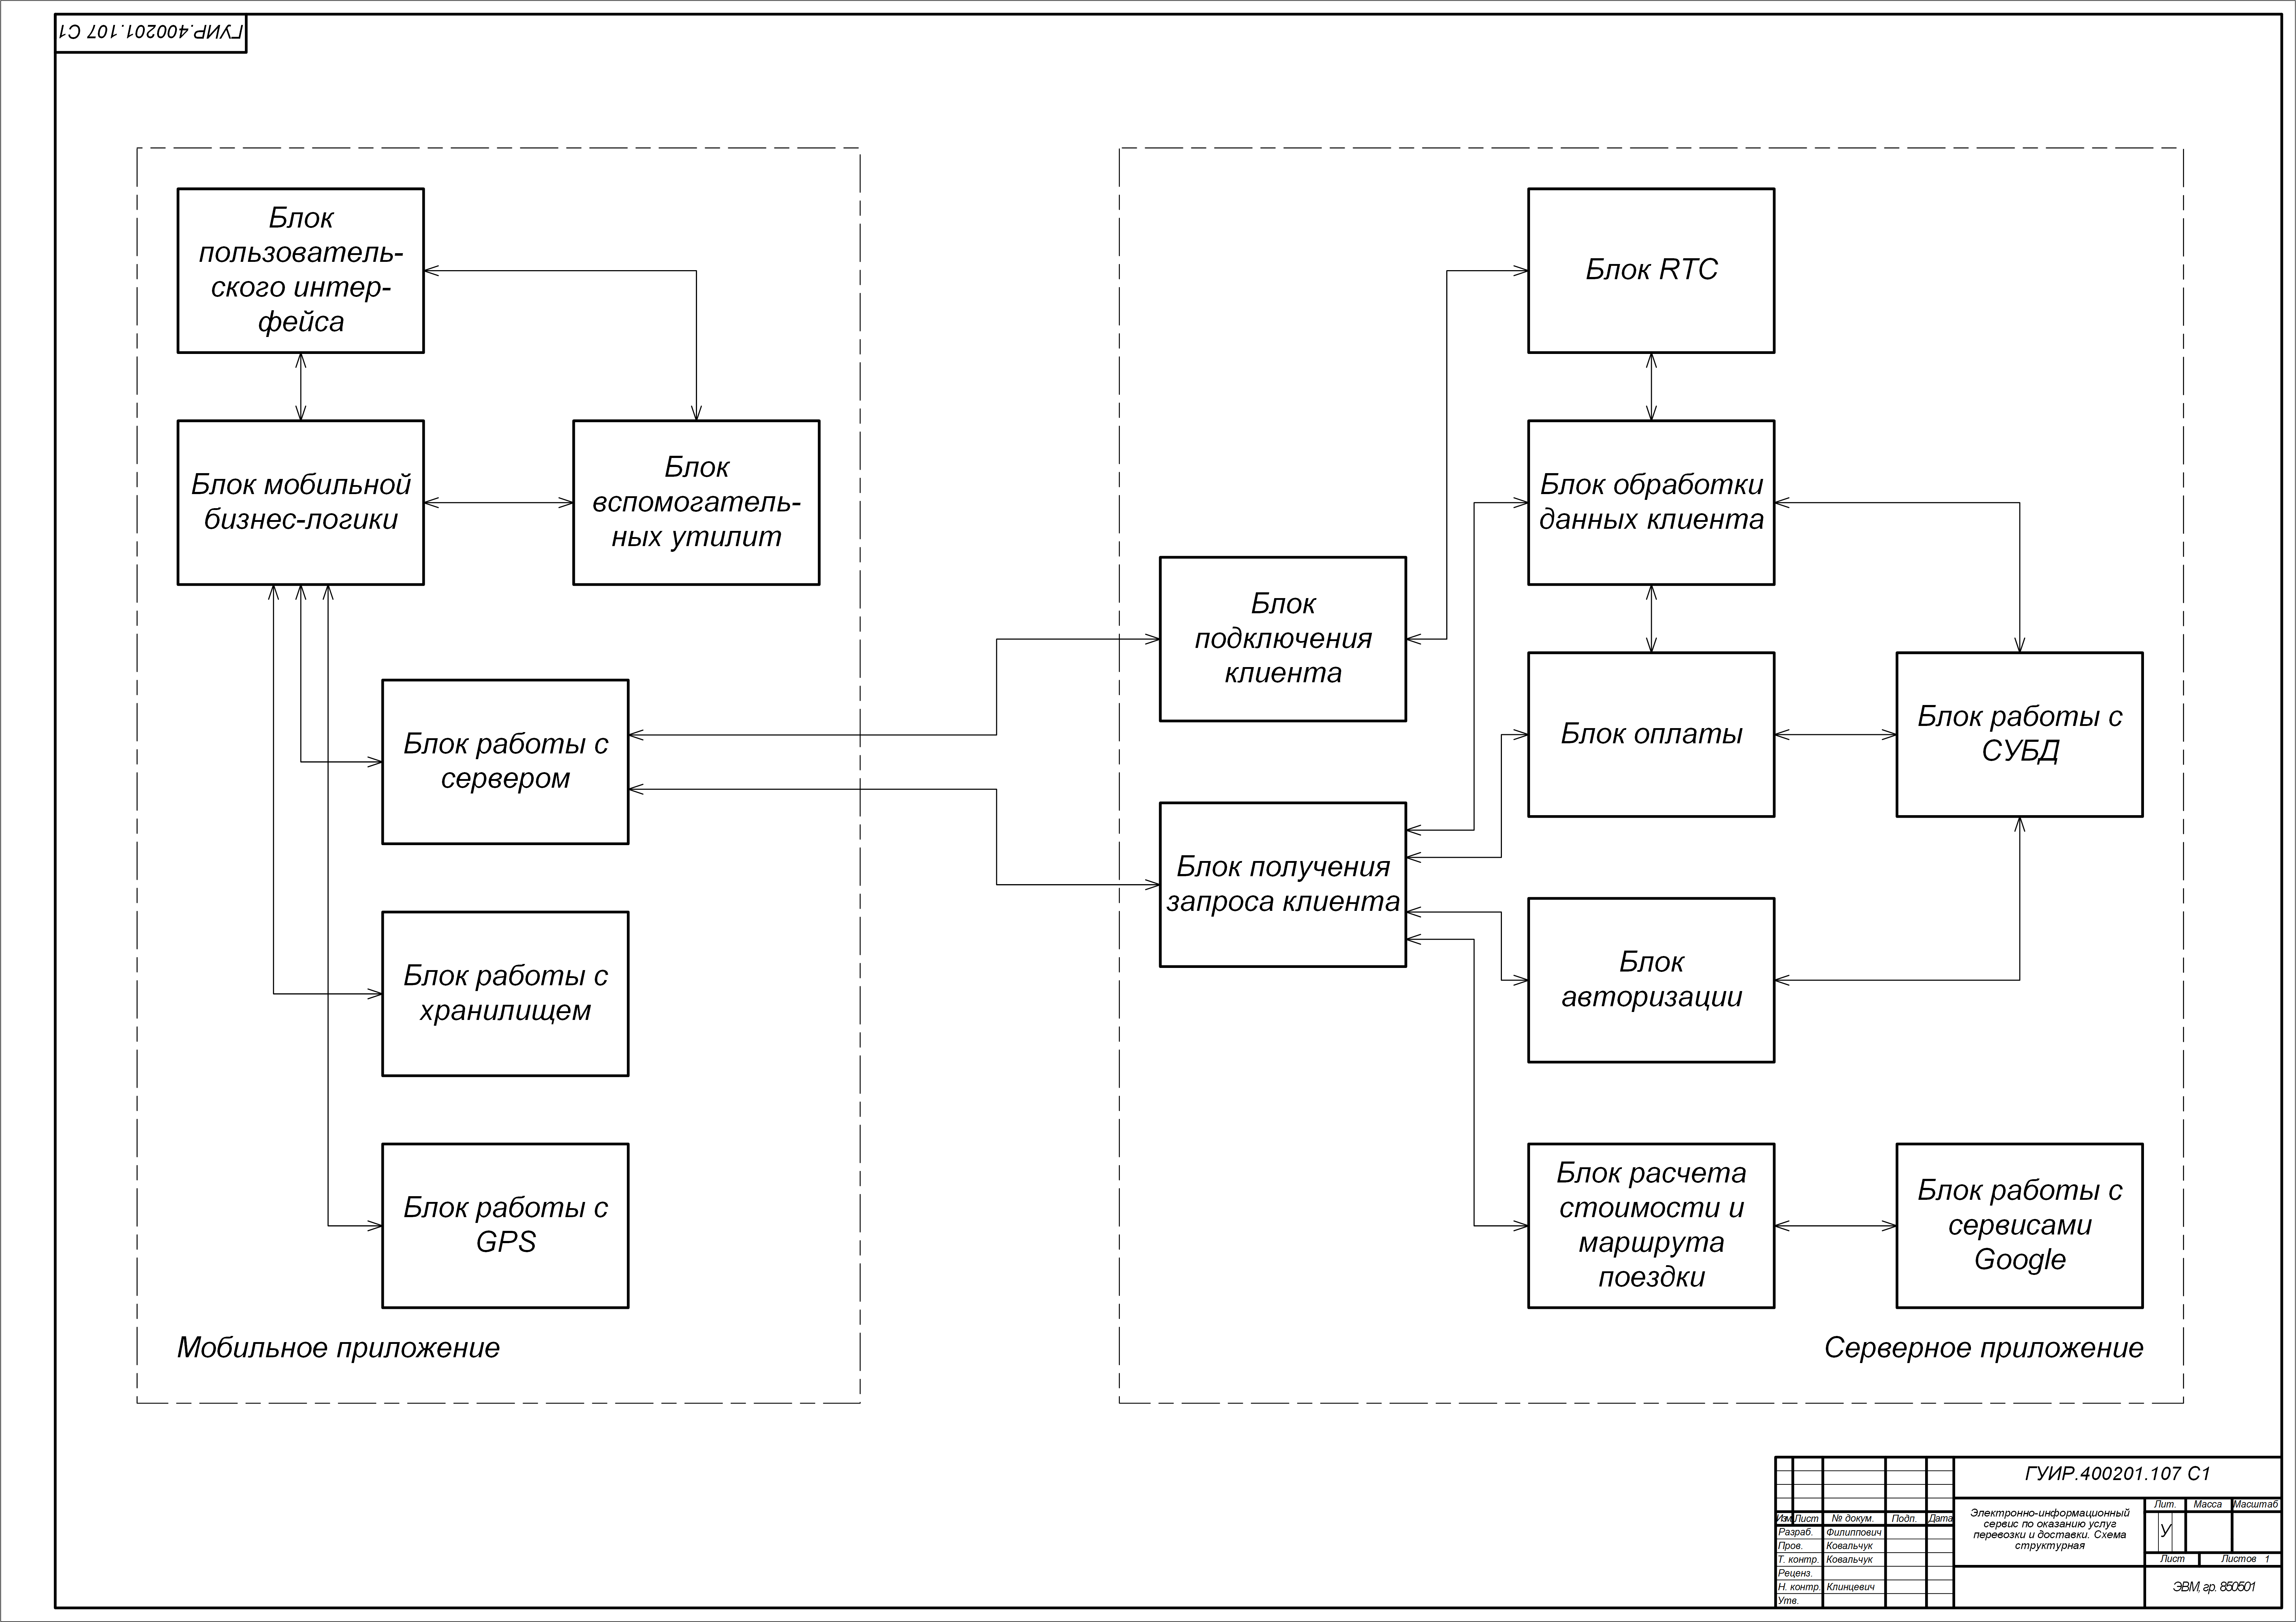 ГУИР.400201.107 С1
Блок
пользователь-
ского интер-
фейса
Блок мобильной
бизнес-логики
Блок
вспомогатель-
ных утилит
Блок работы с
сервером
Блок работы с
хранилищем
Блок работы с
GPS
Мобильное приложение
Блок RTC
Блок обработки
данных клиента
Блок
подключения
клиента
Блок оплаты
Блок работы с
СУБД
Блок получения
запроса клиента
Блок
авторизации
Блок расчета
стоимости и
маршрута
поездки
Блок работы с
сервисами
Google
Серверное приложение
ГУИР.400201.107 С1
Электронно-информационный
сервис по оказанию услуг
перевозки и доставки. Схема
структурная
Лит. Масса Масштаб
У
Лист Листов 1
ЭВМ, гр. 850501
Изм. Лист № докум. Подп. Дата
Разраб. Филиппович
Пров. Ковальчук
Т. контр. Ковальчук
Реценз.
Н. контр. Клинцевич
Утв.